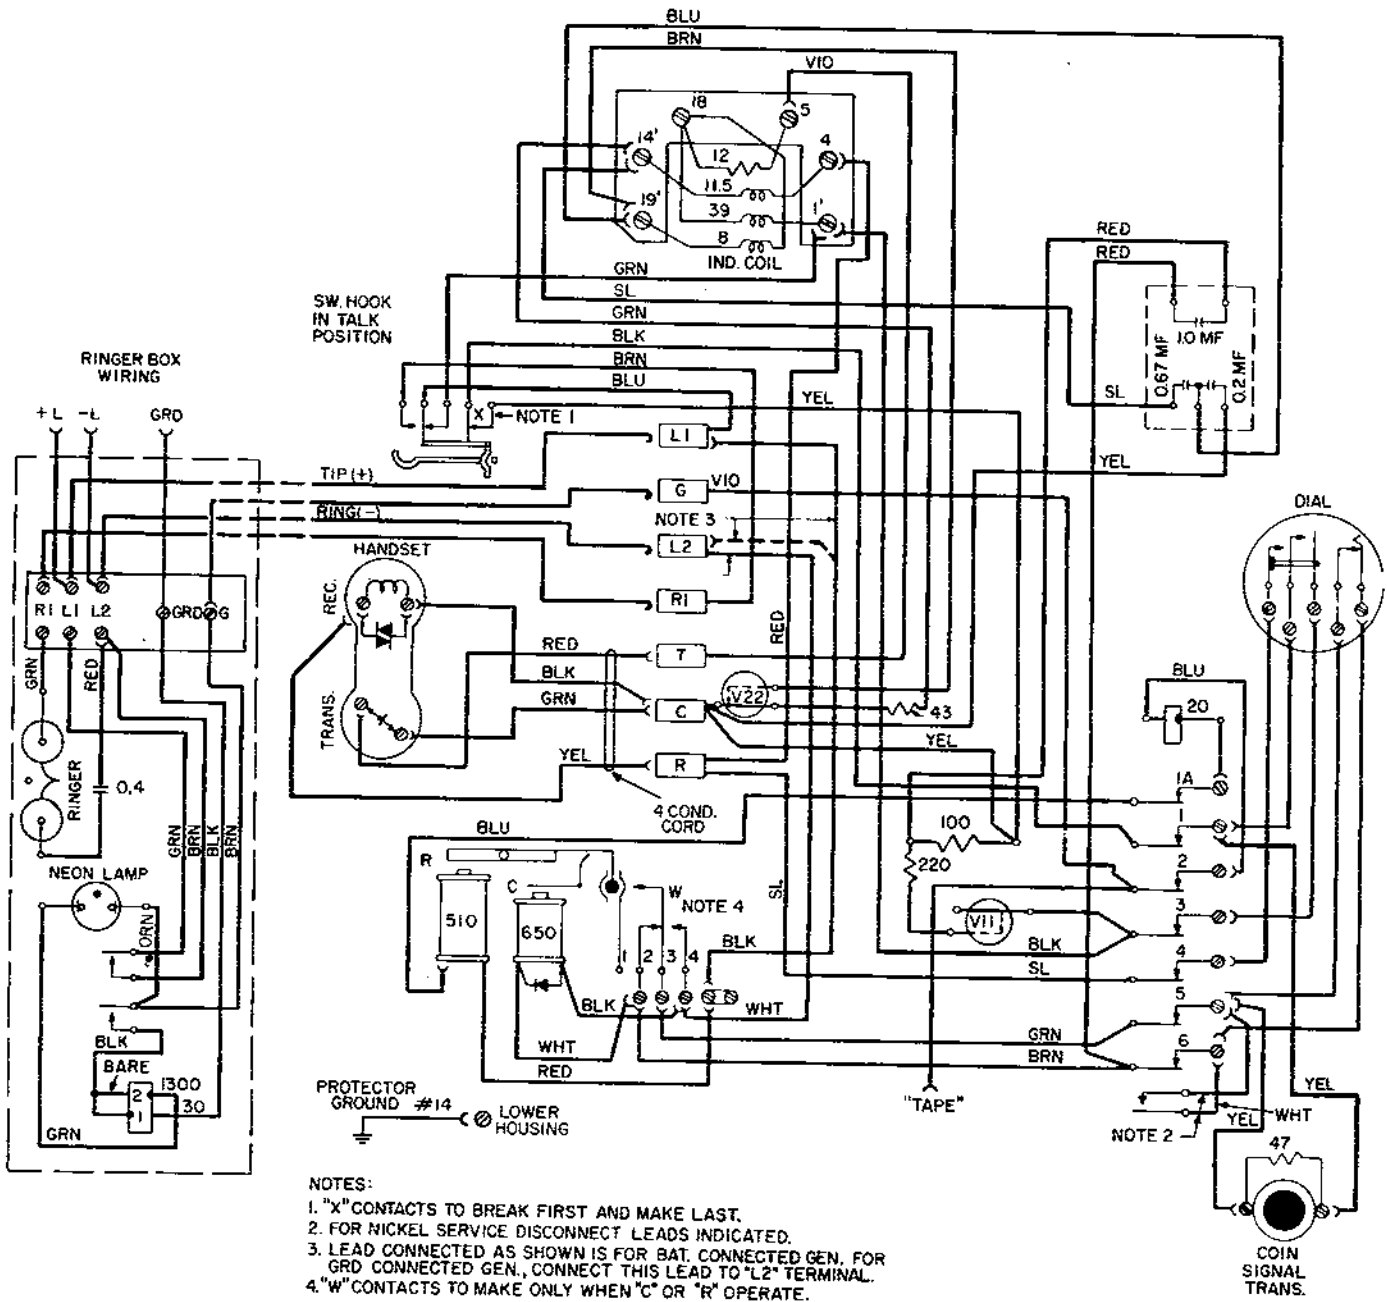 BLU
BRN
VIO
18
5
14'
4
12
11.5
19'
39
1'
8
IND. COIL
RED
RED
GRN
SL
GRN
BLK
BRN
BLU
SW. HOOK
IN TALK
POSITION
1.0 MF
0.67 MF
0.2 MF
SL
RINGER BOX
WIRING
+L
-L
GRD
X
NOTE 1
YEL
L1
YEL
TIP (+)
G
VIO
RING(-)
NOTE 3
L2
DIAL
HANDSET
REC.
R1
L1
L2
GRD
G
R1
RED
RED
T
BLK
GRN
C
V22
43
TRANS.
YEL
R
YEL
GRN
RED
BLU
20
RINGER
0.4
4 COND.
CORD
1A
BLU
100
2
220
GRN
BRN
BLK
BRN
R
C
W
NOTE 4
SL
NEON LAMP
510
650
V11
3
BLK
BLK
4
ORN
1
2
3
4
SL
5
BLK
WHT
GRN
6
BRN
WHT
RED
BLK
BARE
2
1300
1
30
GRN
PROTECTOR
GROUND #14
LOWER
HOUSING
"TAPE"
YEL
WHT
YEL
NOTE 2
47
COIN
SIGNAL
TRANS.
NOTES:
1. "X" CONTACTS TO BREAK FIRST AND MAKE LAST.
2. FOR NICKEL SERVICE DISCONNECT LEADS INDICATED.
3. LEAD CONNECTED AS SHOWN IS FOR BAT. CONNECTED GEN. FOR
GRD CONNECTED GEN., CONNECT THIS LEAD TO "L2" TERMINAL.
4. "W" CONTACTS TO MAKE ONLY WHEN "C" OR "R" OPERATE.